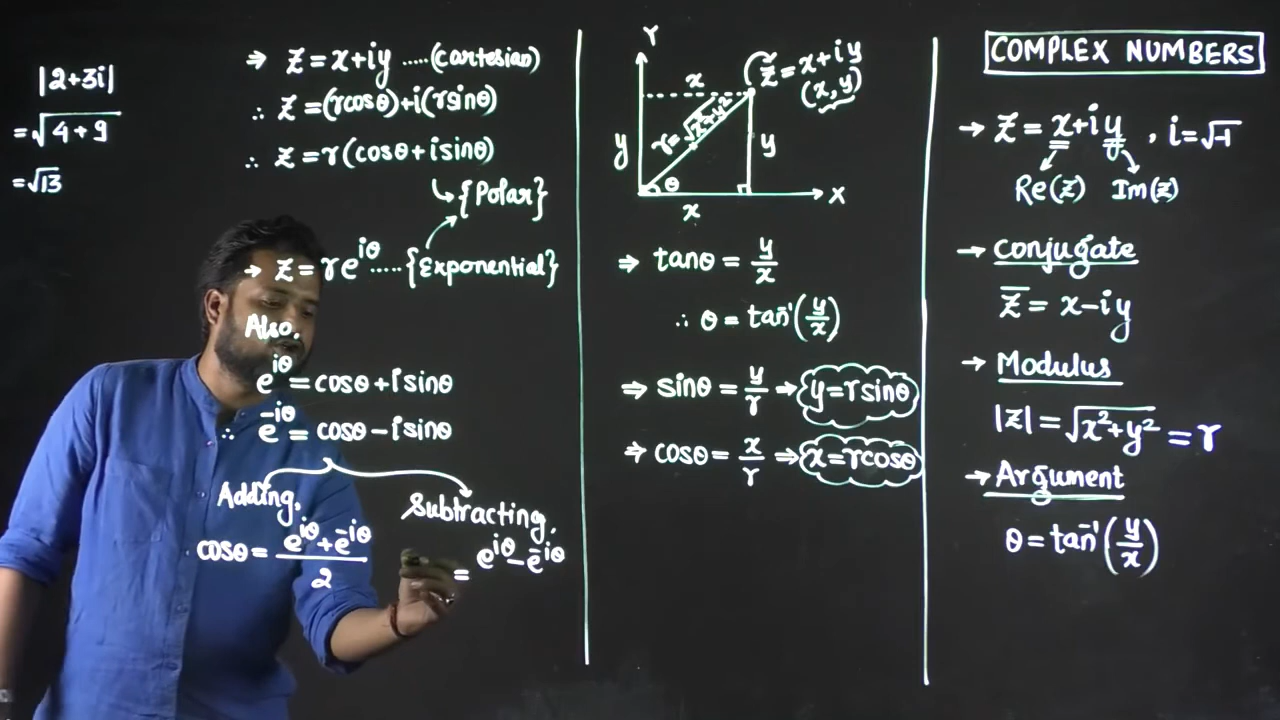 |2+3i|
= √4+9
= √13
⇒ Z = x+iy .....(cartesian)
∴ Z = (rcosθ)+i(rsinθ)
∴ Z = r(cosθ+isinθ)
{Polar}
→ Z = re^iθ .....{Exponential}
Also,
e^iθ = cosθ+isinθ
∴ e^-iθ = cosθ-isinθ
Adding,
cosθ = (e^iθ+e^-iθ)/2
Subtracting,
= e^iθ-e^-iθ
Y
x
Z = x+iy
(x, y)
r = √x²+y²
y
y
θ
x
X
⇒ tanθ = y/x
∴ θ = tan⁻¹(y/x)
⇒ sinθ = y/r → y=rsinθ
⇒ cosθ = x/r ⇒ x=rcosθ
COMPLEX NUMBERS
→ Z = x+iy , i=√-1
Re(z) Im(z)
→ conjugate
Z̅ = x-iy
→ Modulus
|z| = √x²+y² = r
→ Argument
θ = tan⁻¹(y/x)